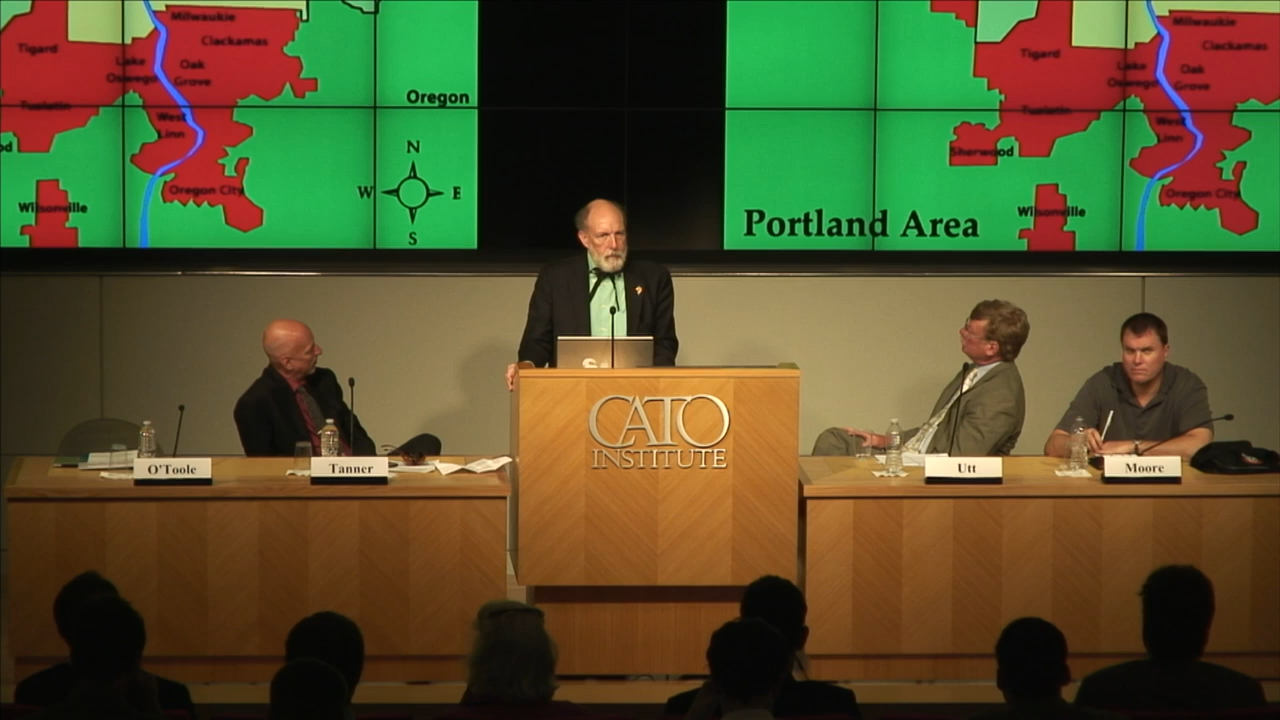 Milwaukie
Clackamas
Tigard
Lake
Oswego
Oak
Grove
Tualatin
West
Linn
Oregon City
Wilsonville
Oregon
N
W
E
S
Milwaukie
Clackamas
Tigard
Lake
Oswego
Oak
Grove
Tualatin
West
Linn
Sherwood
Oregon City
Wilsonville
Portland Area
CATO
INSTITUTE
O'Toole
Tanner
Utt
Moore